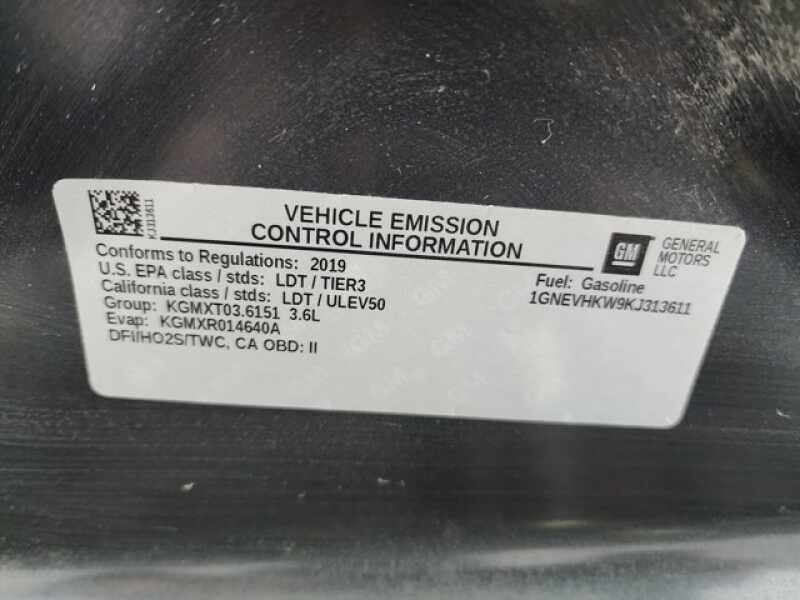 KJ313611
VEHICLE EMISSION
CONTROL INFORMATION
GM
GENERAL
MOTORS
LLC
Conforms to Regulations: 2019
U.S. EPA class / stds: LDT / TIER3
California class / stds: LDT / ULEV50
Group: KGMXT03.6151 3.6L
Evap: KGMXR014640A
DFI/HO2S/TWC, CA OBD: II
Fuel: Gasoline
1GNEVHKW9KJ313611